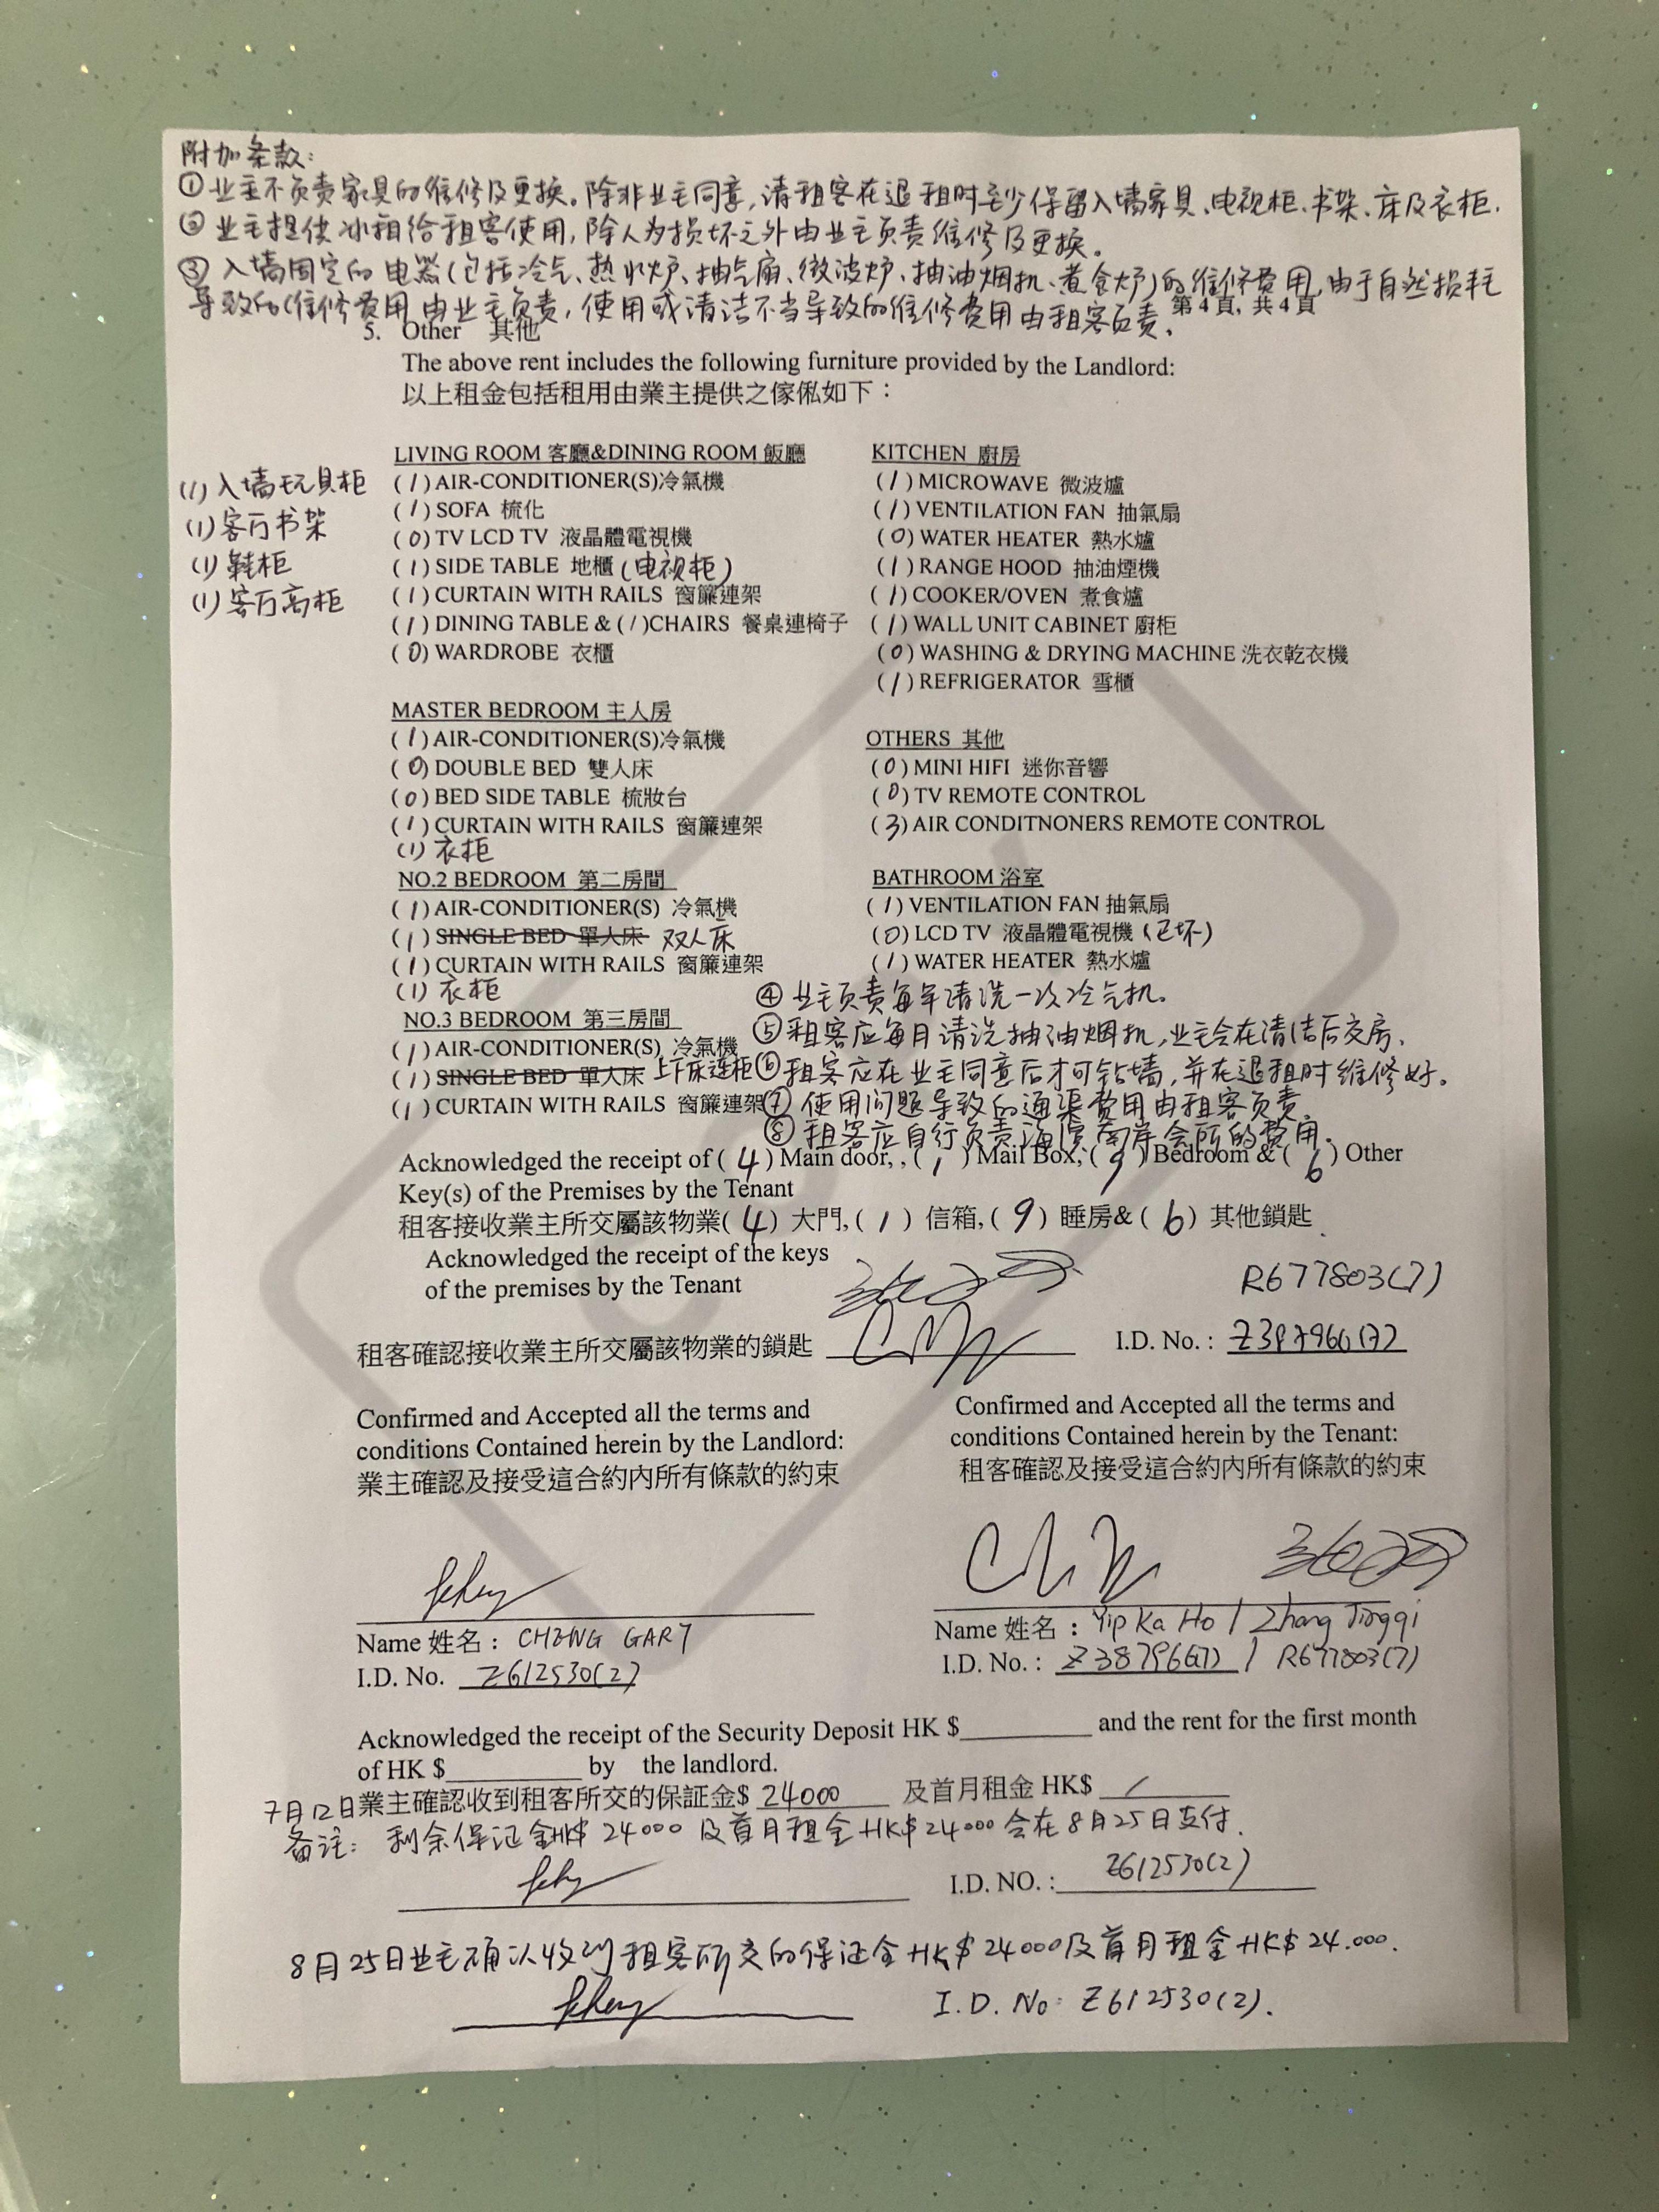 附加条款:
①业主不负责家具的维修及更换。除非业主同意,请租客在退租时至少保留入墙家具、电视柜、书架、床及衣柜.
②业主提供冰箱给租客使用,除人为损坏之外由业主负责维修及更换。
③入墙固定的电器(包括冷气、热水炉、抽气扇、微波炉、抽油烟机、煮食炉)的维修费用,由于自然损耗
导致的维修费用由业主负责,使用或清洁不当导致的维修费用由租客负责.
第4頁, 共4頁
5. Other 其他
The above rent includes the following furniture provided by the Landlord:
以上租金包括租用由業主提供之傢俬如下：
LIVING ROOM 客廳&DINING ROOM 飯廳
(1)AIR-CONDITIONER(S)冷氣機
(1)SOFA 梳化
(0)TV LCD TV 液晶體電視機
(1)SIDE TABLE 地櫃(电视柜)
(1)CURTAIN WITH RAILS 窗簾連架
(1)DINING TABLE & (1)CHAIRS 餐桌連椅子
(0)WARDROBE 衣櫃
(1)入墙玩具柜
(1)客厅书架
(1)鞋柜
(1)客厅高柜
KITCHEN 廚房
(1)MICROWAVE 微波爐
(1)VENTILATION FAN 抽氣扇
(0)WATER HEATER 熱水爐
(1)RANGE HOOD 抽油煙機
(1)COOKER/OVEN 煮食爐
(1)WALL UNIT CABINET 廚柜
(0)WASHING & DRYING MACHINE 洗衣乾衣機
(1)REFRIGERATOR 雪櫃
MASTER BEDROOM 主人房
(1)AIR-CONDITIONER(S)冷氣機
(0)DOUBLE BED 雙人床
(0)BED SIDE TABLE 梳妝台
(1)CURTAIN WITH RAILS 窗簾連架
(1)衣柜
OTHERS 其他
(0)MINI HIFI 迷你音響
(0)TV REMOTE CONTROL
(3)AIR CONDITNONERS REMOTE CONTROL
NO.2 BEDROOM 第二房間
(1)AIR-CONDITIONER(S) 冷氣機
(1)SINGLE BED 單人床 双人床
(1)CURTAIN WITH RAILS 窗簾連架
(1)衣柜
BATHROOM 浴室
(1)VENTILATION FAN 抽氣扇
(0)LCD TV 液晶體電視機(已坏)
(1)WATER HEATER 熱水爐
NO.3 BEDROOM 第三房間
(1)AIR-CONDITIONER(S) 冷氣機
(1)SINGLE BED 單人床 上下床连柜
(1)CURTAIN WITH RAILS 窗簾連架
④业主负责每年清洗一次冷气机。
⑤租客应每月清洗抽油烟机,业主会在清洁后交房.
⑥租客应在业主同意后才可钻墙,并在退租时维修好。
⑦使用问题导致的通渠费用由租客负责.
⑧租客应自行负责海滨南岸会所的费用.
Acknowledged the receipt of ( 4 ) Main door, , ( 1 ) Mail Box, ( 9 ) Bedroom & ( 6 ) Other
Key(s) of the Premises by the Tenant
租客接收業主所交屬該物業( 4 ) 大門, ( 1 ) 信箱, ( 9 ) 睡房& ( 6 ) 其他鎖匙
Acknowledged the receipt of the keys
of the premises by the Tenant
R677803(7)
租客確認接收業主所交屬該物業的鎖匙 I.D. No. :
Confirmed and Accepted all the terms and
conditions Contained herein by the Landlord:
業主確認及接受這合約內所有條款的約束
Confirmed and Accepted all the terms and
conditions Contained herein by the Tenant:
租客確認及接受這合約內所有條款的約束
Name 姓名： CHENG GARY
I.D. No. Z612530(2)
Name 姓名：Yip Ka Ho / Zhang Jingqi
I.D. No. : / R677803(7)
Acknowledged the receipt of the Security Deposit HK $ and the rent for the first month
of HK $ by the landlord.
7月12日業主確認收到租客所交的保証金$ 24000 及首月租金 HK$ /
备注: 剩余保证金HK$ 24000 及首月租金 HK$24000 会在8月25日支付.
I.D. NO. : Z612530(2)
8月25日业主确认收到租客所交的保证金 HK$ 24000及首月租金 HK$ 24.000.
I.D. No: Z612530(2).